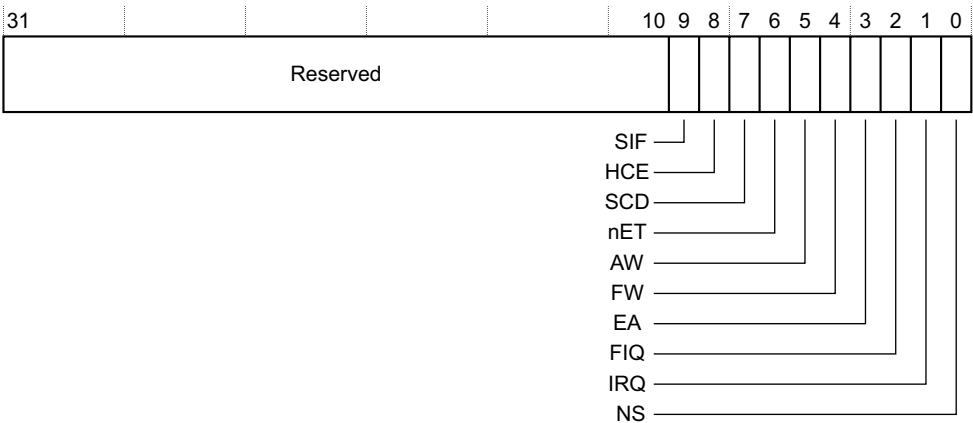 31 10 9 8 7 6 5 4 3 2 1 0
Reserved
SIF
HCE
SCD
nET
AW
FW
EA
FIQ
IRQ
NS